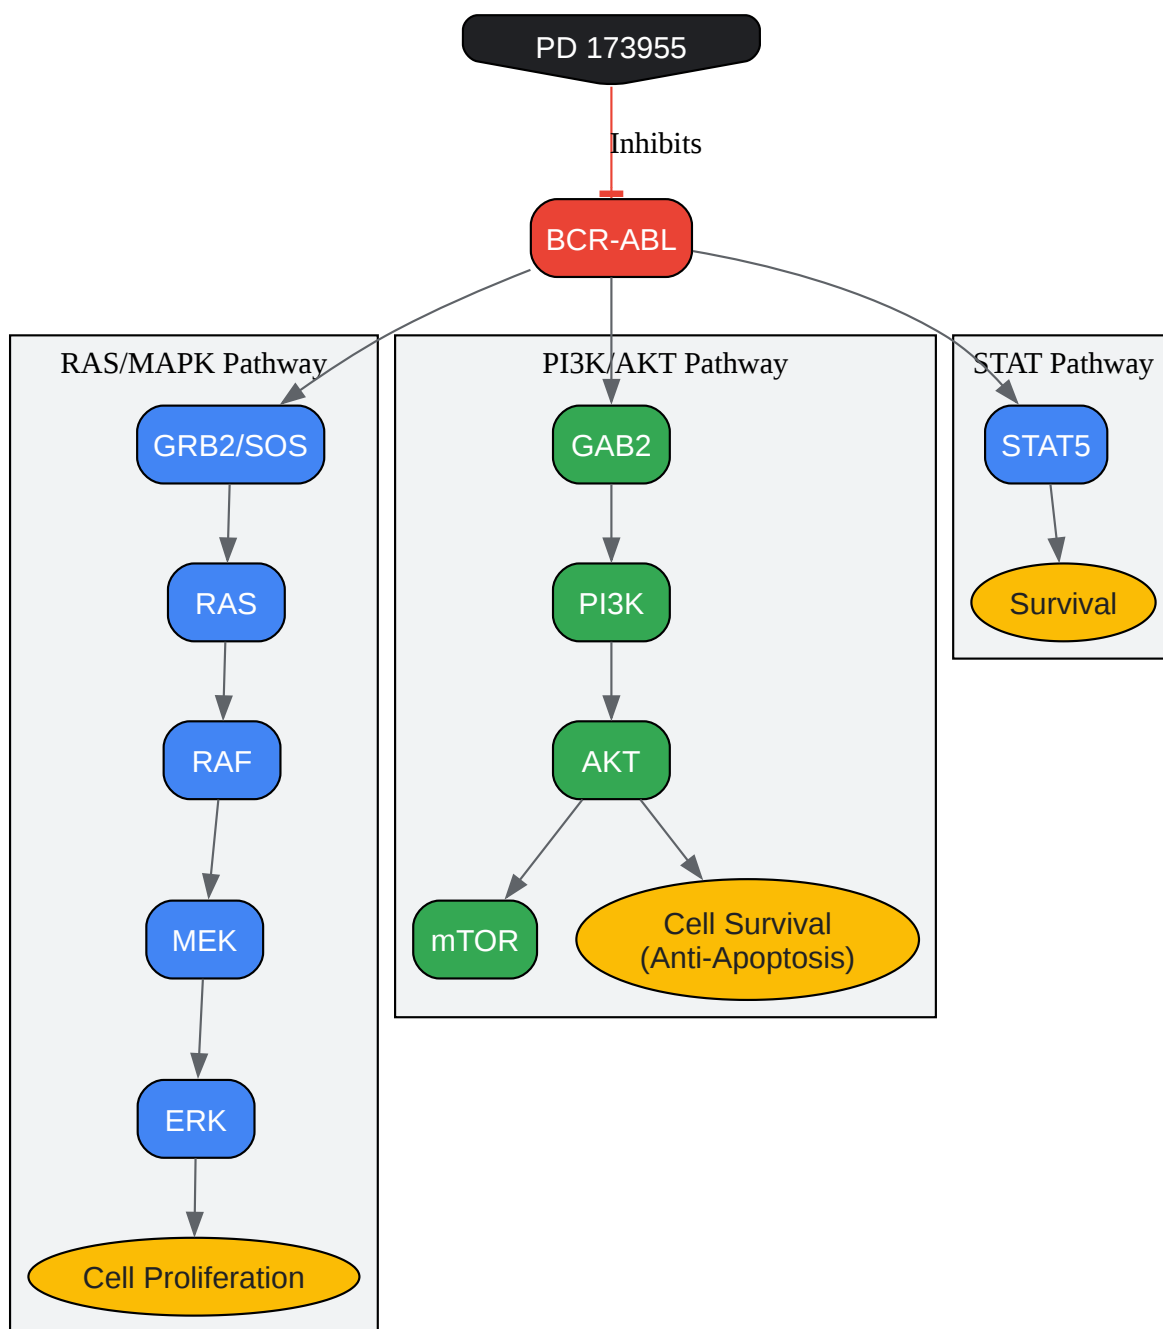 PD 173955
Inhibits
BCR-ABL
RAS/MAPK Pathway
GRB2/SOS
RAS
RAF
MEK
ERK
Cell Proliferation
PI3K/AKT Pathway
GAB2
PI3K
AKT
mTOR
Cell Survival
(Anti-Apoptosis)
STAT Pathway
STAT5
Survival